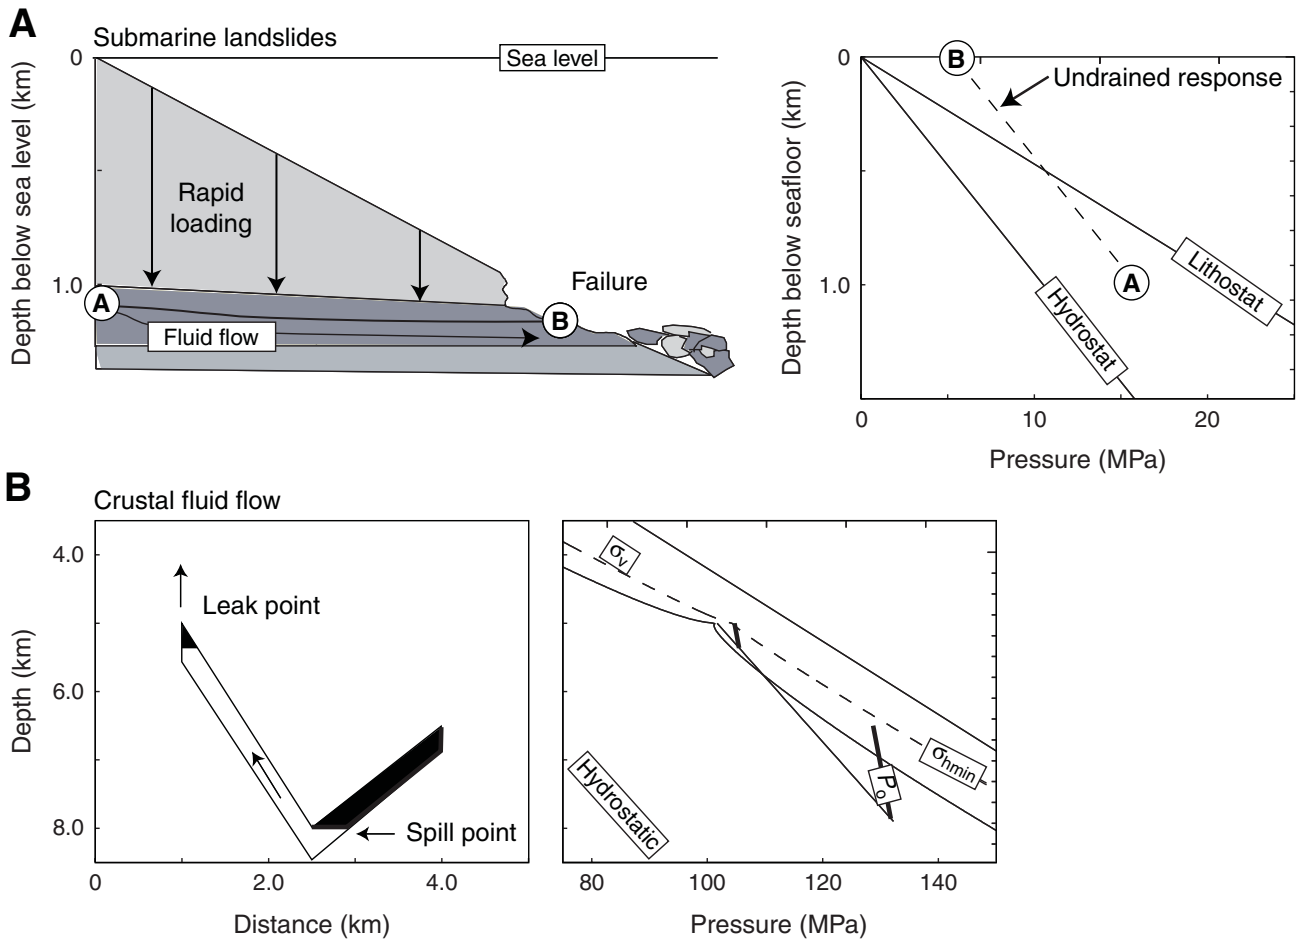 A
Submarine landslides
0
Sea level
Depth below sea level (km)
Rapid
loading
1.0
A
Failure
B
Fluid flow
0
B
Undrained response
Depth below seafloor (km)
Lithostat
A
1.0
Hydrostat
0
10
20
Pressure (MPa)
B
Crustal fluid flow
4.0
Leak point
Depth (km)
6.0
8.0
Spill point
0
2.0
4.0
Distance (km)
σv
σhmin
Po
Hydrostatic
80
100
120
140
Pressure (MPa)